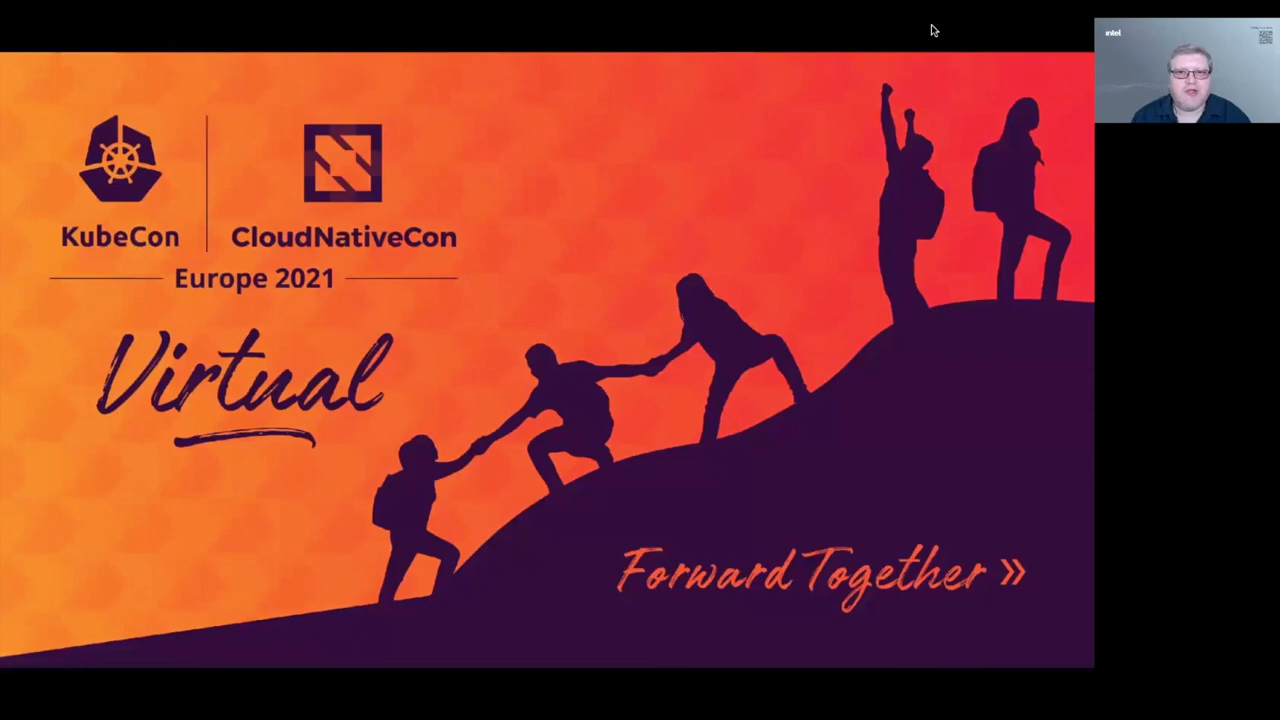 KubeCon
CloudNativeCon
Europe 2021
Virtual
Forward Together »
intel